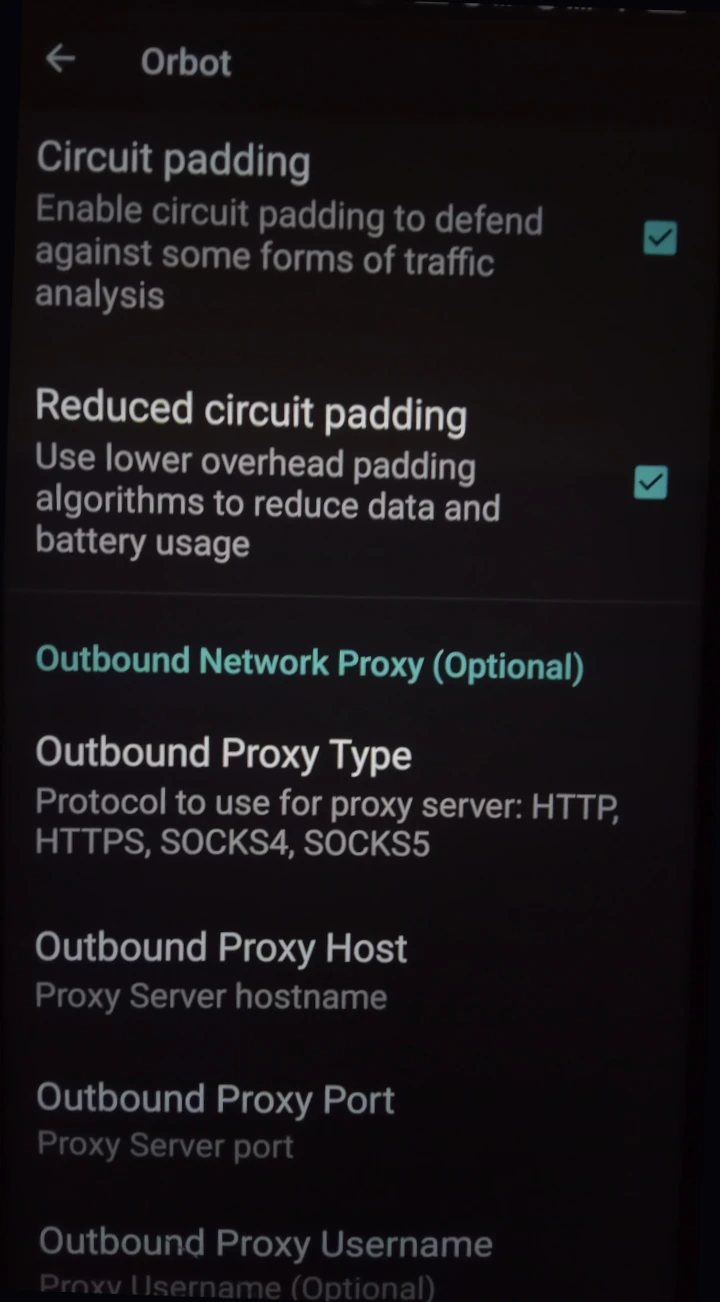 Orbot
Circuit padding
Enable circuit padding to defend
against some forms of traffic
analysis
Reduced circuit padding
Use lower overhead padding
algorithms to reduce data and
battery usage
Outbound Network Proxy (Optional)
Outbound Proxy Type
Protocol to use for proxy server: HTTP,
HTTPS, SOCKS4, SOCKS5
Outbound Proxy Host
Proxy Server hostname
Outbound Proxy Port
Proxy Server port
Outbound Proxy Username
Proxy Username (Optional)